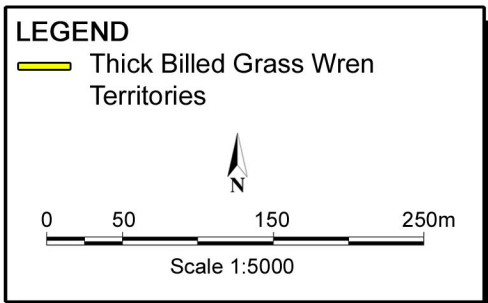 LEGEND
Thick Billed Grass Wren
Territories
N
0 50 150 250m
Scale 1:5000